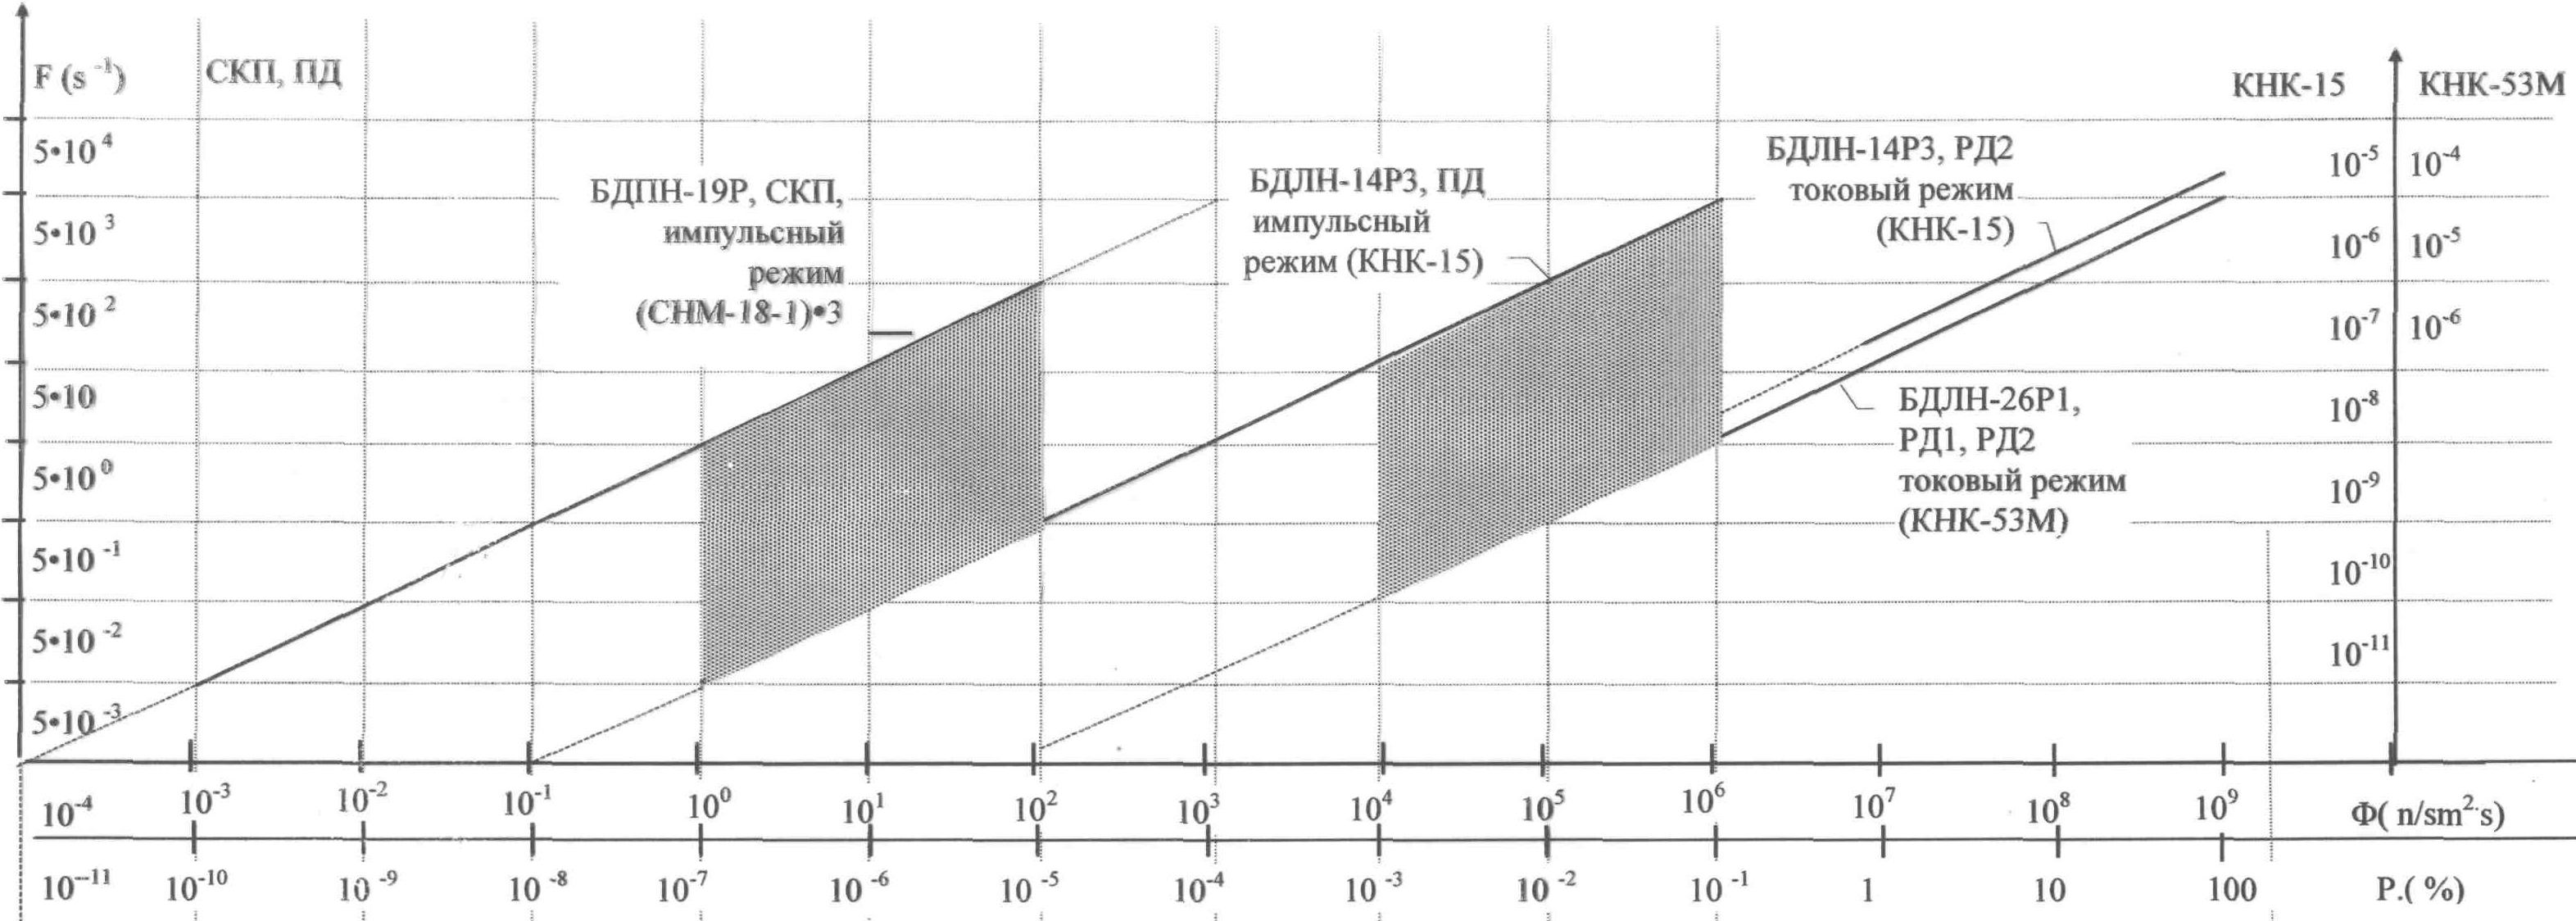 F (s⁻¹)
СКП, ПД
КНК-15
КНК-53М
5•10⁴
5•10³
5•10²
5•10
5•10⁰
5•10⁻¹
5•10⁻²
5•10⁻³
БДПН-19Р, СКП,
импульсный
режим
(СНМ-18-1)•3
БДЛН-14Р3, ПД
импульсный
режим (КНК-15)
БДЛН-14Р3, РД2
токовый режим
(КНК-15)
БДЛН-26Р1,
РД1, РД2
токовый режим
(КНК-53М)
10⁻⁵ 10⁻⁴
10⁻⁶ 10⁻⁵
10⁻⁷ 10⁻⁶
10⁻⁸
10⁻⁹
10⁻¹⁰
10⁻¹¹
10⁻⁴ 10⁻³ 10⁻² 10⁻¹ 10⁰ 10¹ 10² 10³ 10⁴ 10⁵ 10⁶ 10⁷ 10⁸ 10⁹ Ф( n/sm²·s)
10⁻¹¹ 10⁻¹⁰ 10⁻⁹ 10⁻⁸ 10⁻⁷ 10⁻⁶ 10⁻⁵ 10⁻⁴ 10⁻³ 10⁻² 10⁻¹ 1 10 100 Р.( %)